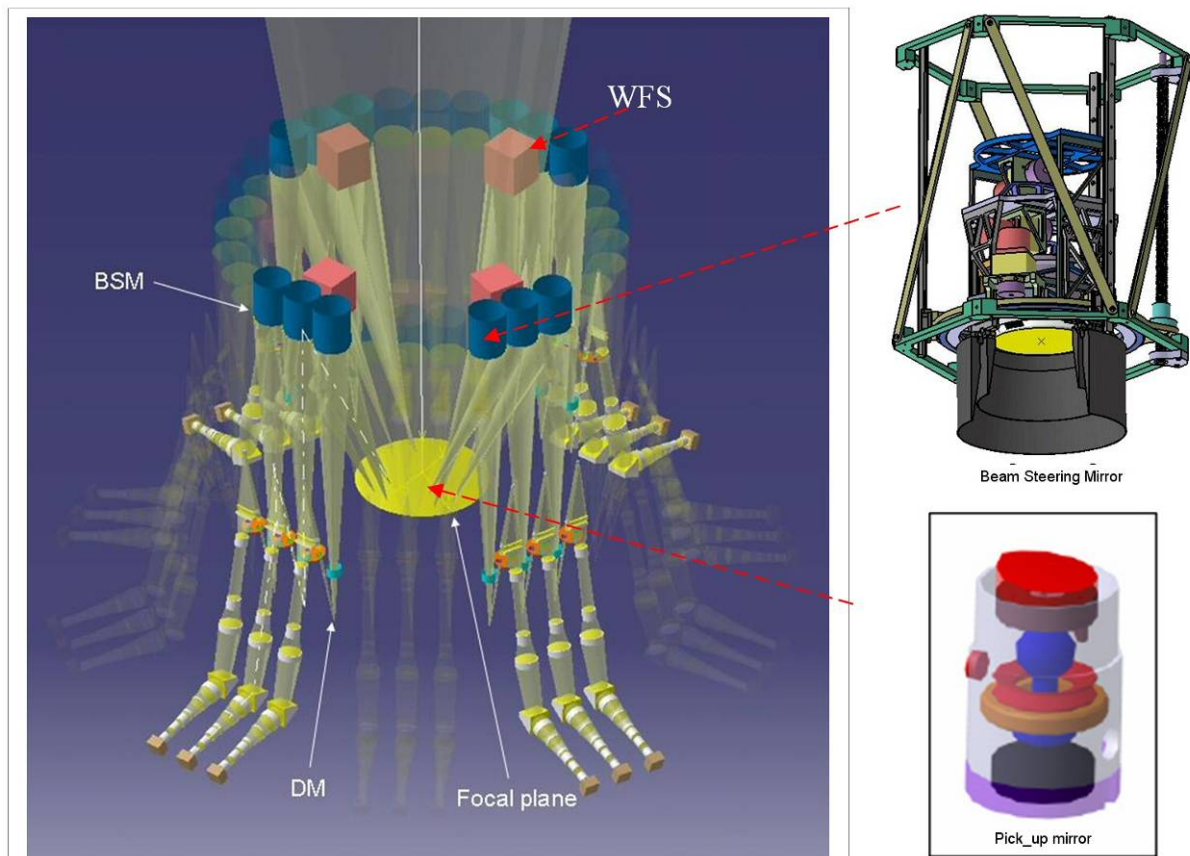 WFS
BSM
DM
Focal plane
Beam Steering Mirror
Pick_up mirror